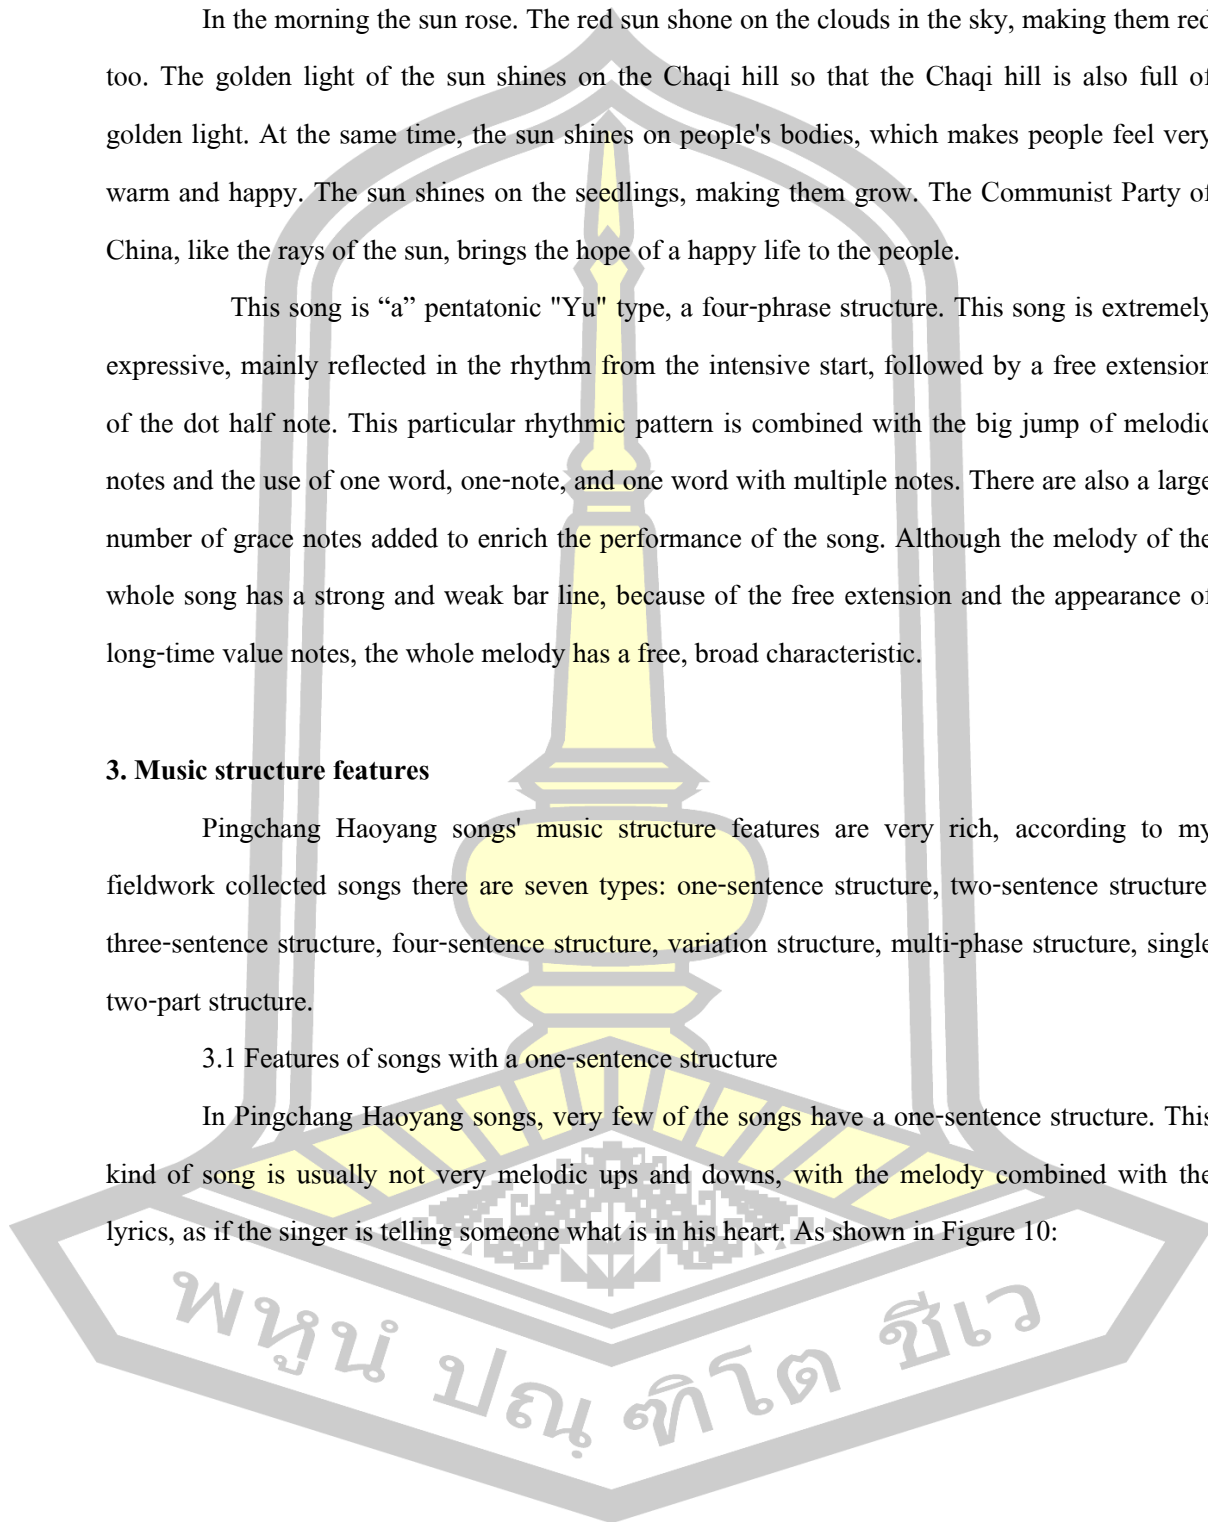 In the morning the sun rose. The red sun shone on the clouds in the sky, making them red
too. The golden light of the sun shines on the Chaqi hill so that the Chaqi hill is also full of
golden light. At the same time, the sun shines on people's bodies, which makes people feel very
warm and happy. The sun shines on the seedlings, making them grow. The Communist Party of
China, like the rays of the sun, brings the hope of a happy life to the people.
This song is “a” pentatonic "Yu" type, a four-phrase structure. This song is extremely
expressive, mainly reflected in the rhythm from the intensive start, followed by a free extension
of the dot half note. This particular rhythmic pattern is combined with the big jump of melodic
notes and the use of one word, one-note, and one word with multiple notes. There are also a large
number of grace notes added to enrich the performance of the song. Although the melody of the
whole song has a strong and weak bar line, because of the free extension and the appearance of
long-time value notes, the whole melody has a free, broad characteristic.
3. Music structure features
Pingchang Haoyang songs' music structure features are very rich, according to my
fieldwork collected songs there are seven types: one-sentence structure, two-sentence structure,
three-sentence structure, four-sentence structure, variation structure, multi-phase structure, single
two-part structure.
3.1 Features of songs with a one-sentence structure
In Pingchang Haoyang songs, very few of the songs have a one-sentence structure. This
kind of song is usually not very melodic ups and downs, with the melody combined with the
lyrics, as if the singer is telling someone what is in his heart. As shown in Figure 10:
พหูนํ ปณฺฑิโต ชีเว